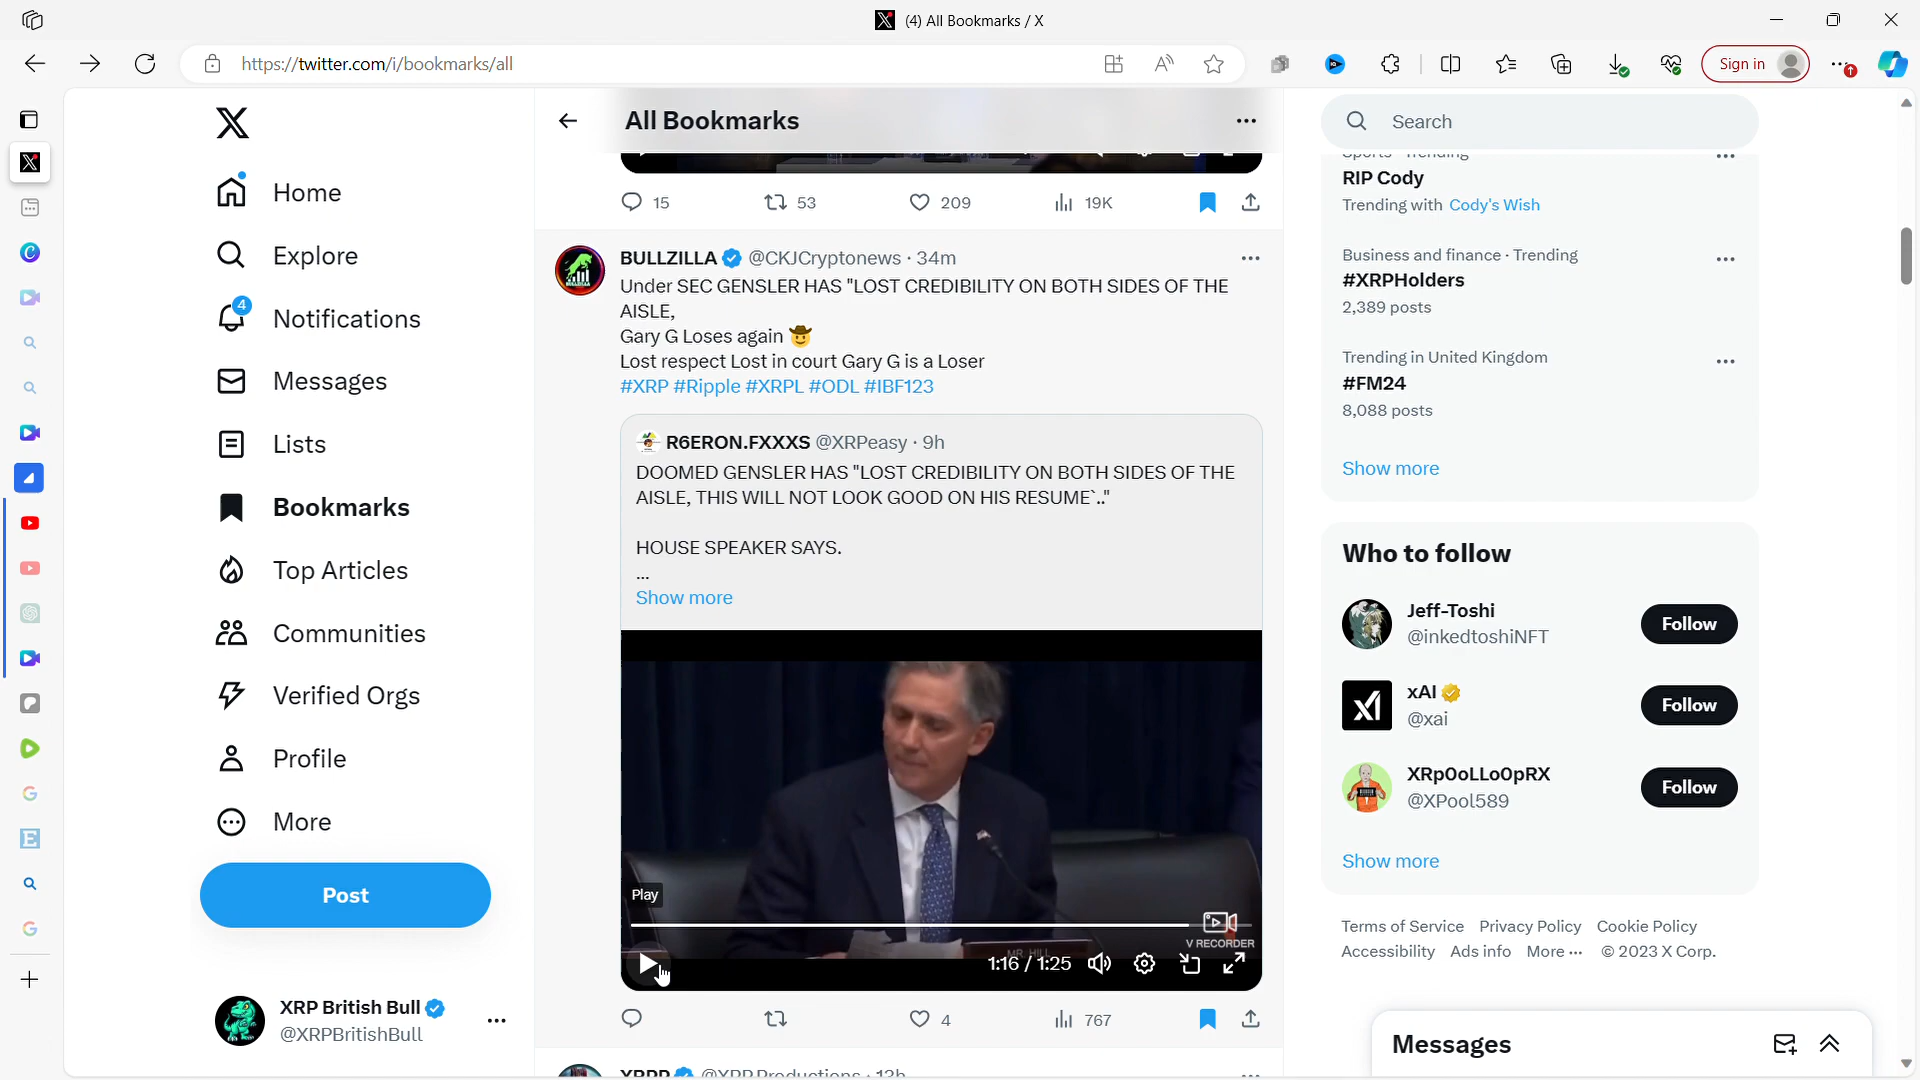 (4) All Bookmarks / X
https://twitter.com/i/bookmarks/all
Sign in
Home
Explore
4
Notifications
Messages
Lists
Bookmarks
Top Articles
Communities
Verified Orgs
Profile
More
Post
XRP British Bull
@XRPBritishBull
All Bookmarks
15
53
209
19K
BULLZILLA @CKJCryptonews · 34m
Under SEC GENSLER HAS "LOST CREDIBILITY ON BOTH SIDES OF THE
AISLE,
Gary G Loses again 🤠
Lost respect Lost in court Gary G is a Loser
#XRP #Ripple #XRPL #ODL #IBF123
R6ERON.FXXXS @XRPeasy · 9h
DOOMED GENSLER HAS "LOST CREDIBILITY ON BOTH SIDES OF THE
AISLE, THIS WILL NOT LOOK GOOD ON HIS RESUME`.."
HOUSE SPEAKER SAYS.
...
Show more
Play
V RECORDER
MR. HILL
1:16 / 1:25
4
767
XRPP @XRPProductions · 13h
Search
Sports · Trending
RIP Cody
Trending with Cody's Wish
Business and finance · Trending
#XRPHolders
2,389 posts
Trending in United Kingdom
#FM24
8,088 posts
Show more
Who to follow
Jeff-Toshi
@inkedtoshiNFT
Follow
xAI
@xai
Follow
XRpOoLLoOpRX
@XPool589
Follow
Show more
Terms of Service Privacy Policy Cookie Policy
Accessibility Ads info More ··· © 2023 X Corp.
Messages